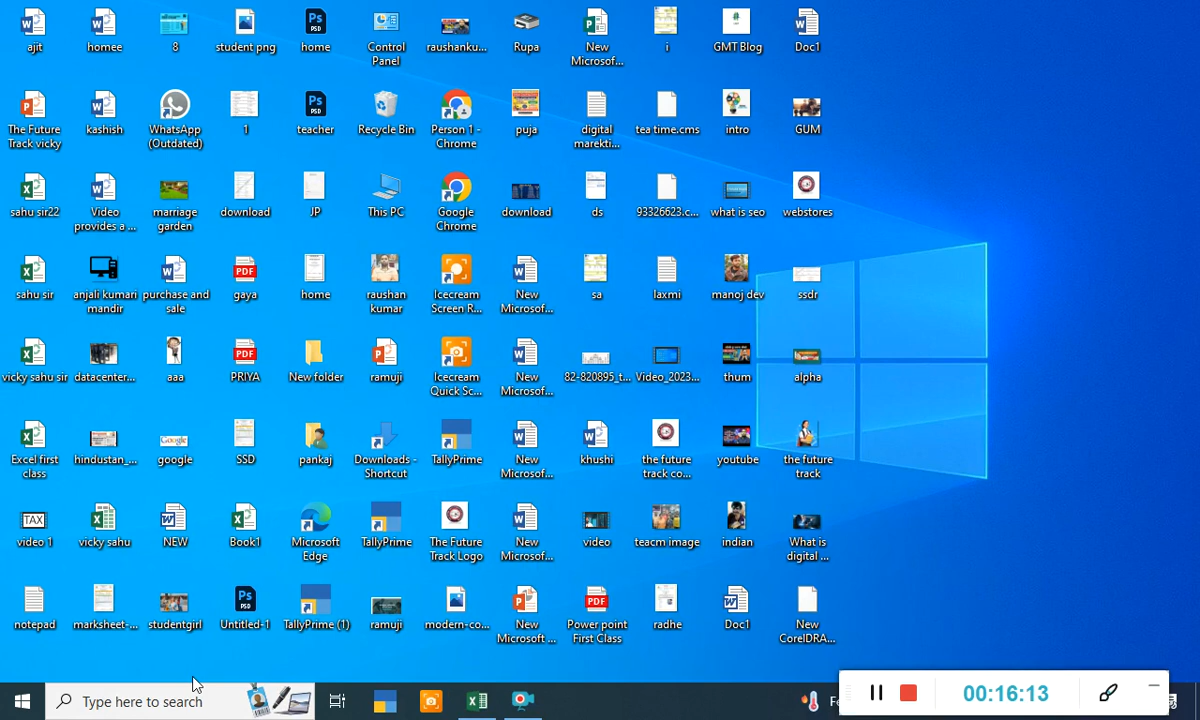 ajit
homee
8
student png
home
Control
Panel
raushanku...
Rupa
New
Microsof...
i
GMT Blog
Doc1
The Future
Track vicky
kashish
WhatsApp
(Outdated)
1
teacher
Recycle Bin
Person 1 -
Chrome
puja
digital
marekti...
tea time.cms
intro
GUM
sahu sir22
Video
provides a ...
marriage
garden
download
JP
This PC
Google
Chrome
download
ds
93326623.c...
what is seo
webstores
sahu sir
anjali kumari
mandir
purchase and
sale
gaya
home
raushan
kumar
Icecream
Screen R...
New
Microsof...
sa
laxmi
manoj dev
ssdr
vicky sahu sir
datacenter...
aaa
PRIYA
New folder
ramuji
Icecream
Quick Sc...
New
Microsof...
82-820895_t...
Video_2023...
thum
alpha
Excel first
class
hindustan_...
google
SSD
pankaj
Downloads -
Shortcut
TallyPrime
New
Microsof...
khushi
the future
track co...
youtube
the future
track
TAX
video 1
vicky sahu
NEW
Book1
Microsoft
Edge
TallyPrime
The Future
Track Logo
New
Microsof...
video
teacm image
indian
What is
digital ...
notepad
marksheet-...
studentgirl
Untitled-1
TallyPrime (1)
ramuji
modern-co...
New
Microsoft ...
Power point
First Class
radhe
Doc1
New
CorelDRA...
Type here to search
00:16:13